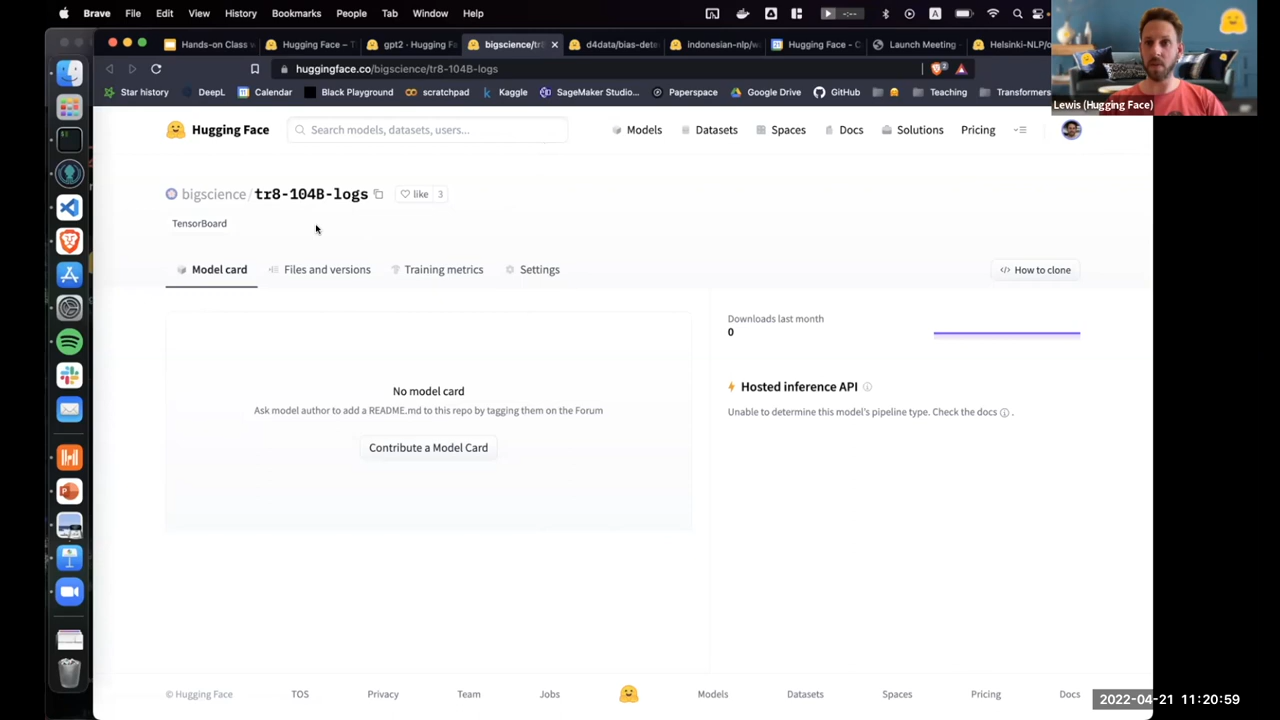 Brave File Edit View History Bookmarks People Tab Window Help
Hands-on Class
Hugging Face – T
gpt2 · Hugging Fa
bigscience/tr8
d4data/bias-dete
indonesian-nlp/w
Hugging Face - C
Launch Meeting
Helsinki-NLP/o
huggingface.co/bigscience/tr8-104B-logs
Star history DeepL Calendar Black Playground scratchpad Kaggle SageMaker Studio... Paperspace Google Drive GitHub Teaching Transformers
Lewis (Hugging Face)
Hugging Face
Search models, datasets, users...
Models Datasets Spaces Docs Solutions Pricing
bigscience/tr8-104B-logs
like 3
TensorBoard
Model card Files and versions Training metrics Settings
</> How to clone
Downloads last month
0
No model card
Ask model author to add a README.md to this repo by tagging them on the Forum
Contribute a Model Card
Hosted inference API
Unable to determine this model's pipeline type. Check the docs .
© Hugging Face TOS Privacy Team Jobs Models Datasets Spaces Pricing Docs
2022-04-21 11:20:59